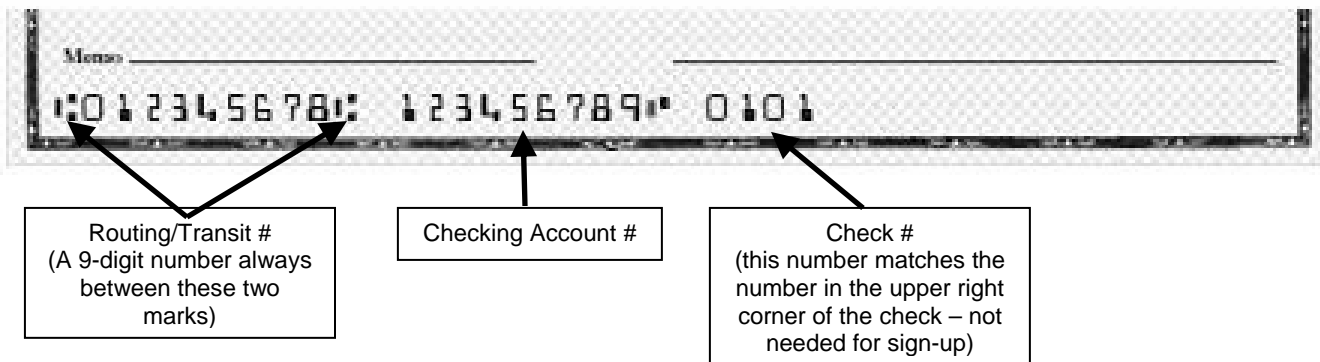 Memo
⑆012345678⑆ 123456789⑈ 0101
Routing/Transit #
(A 9-digit number always
between these two
marks)
Checking Account #
Check #
(this number matches the
number in the upper right
corner of the check – not
needed for sign-up)